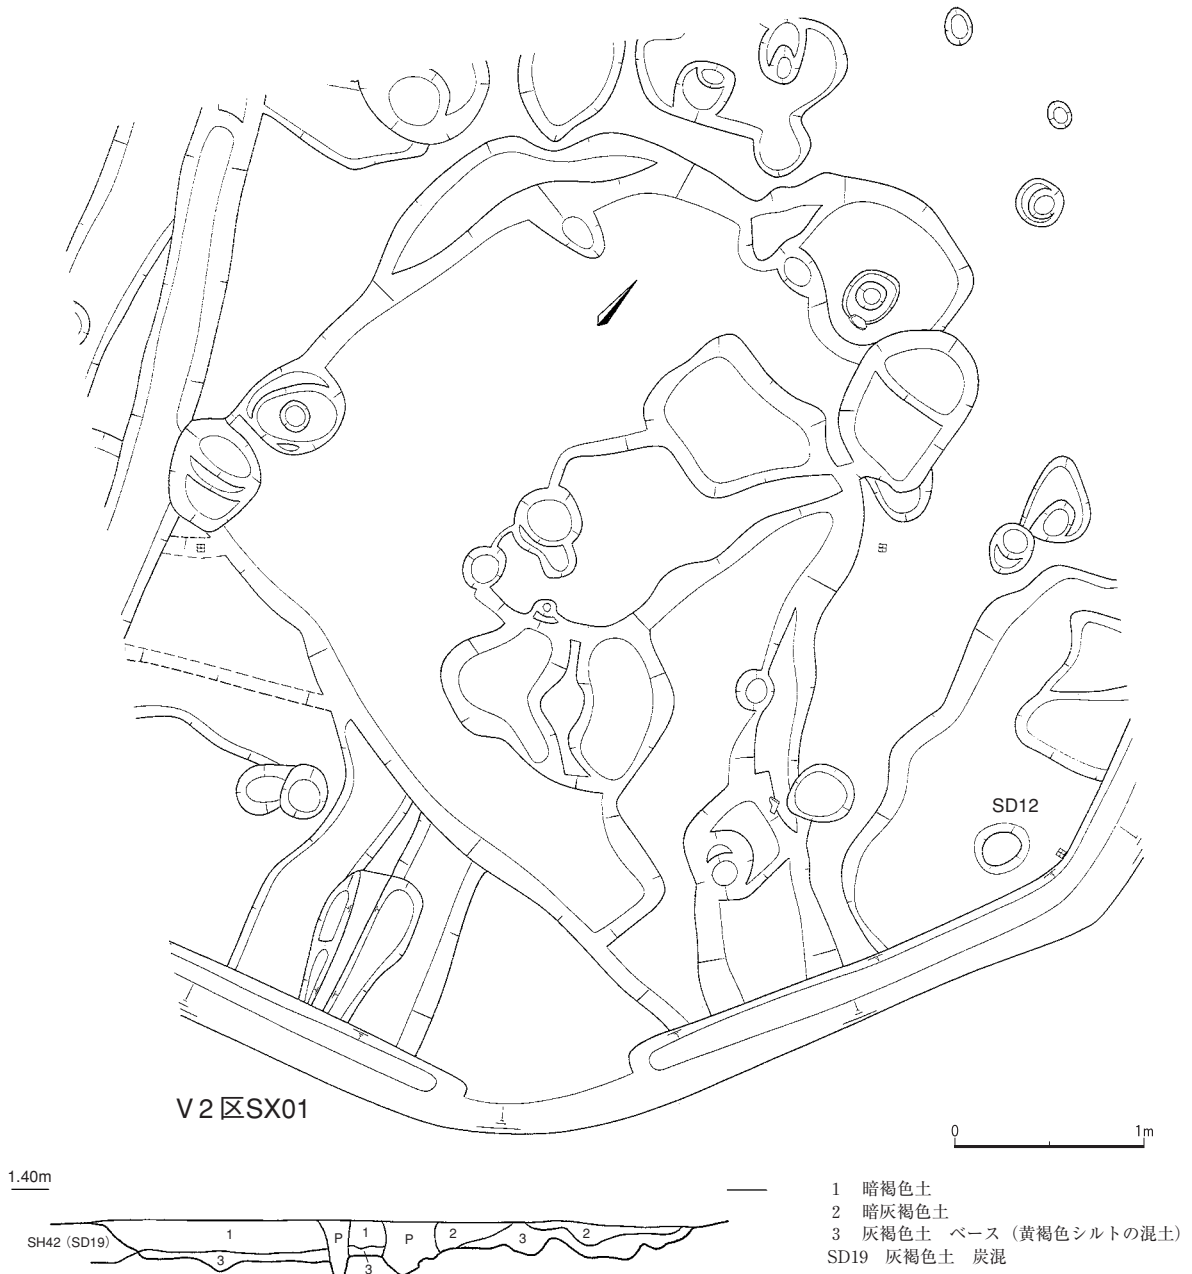 SD12
V2区SX01
0 1m
1.40m
SH42（SD19） 1 3 P 1 3 P 2 3 2
1 暗褐色土
2 暗灰褐色土
3 灰褐色土 ベース（黄褐色シルトの混土）
SD19 灰褐色土 炭混